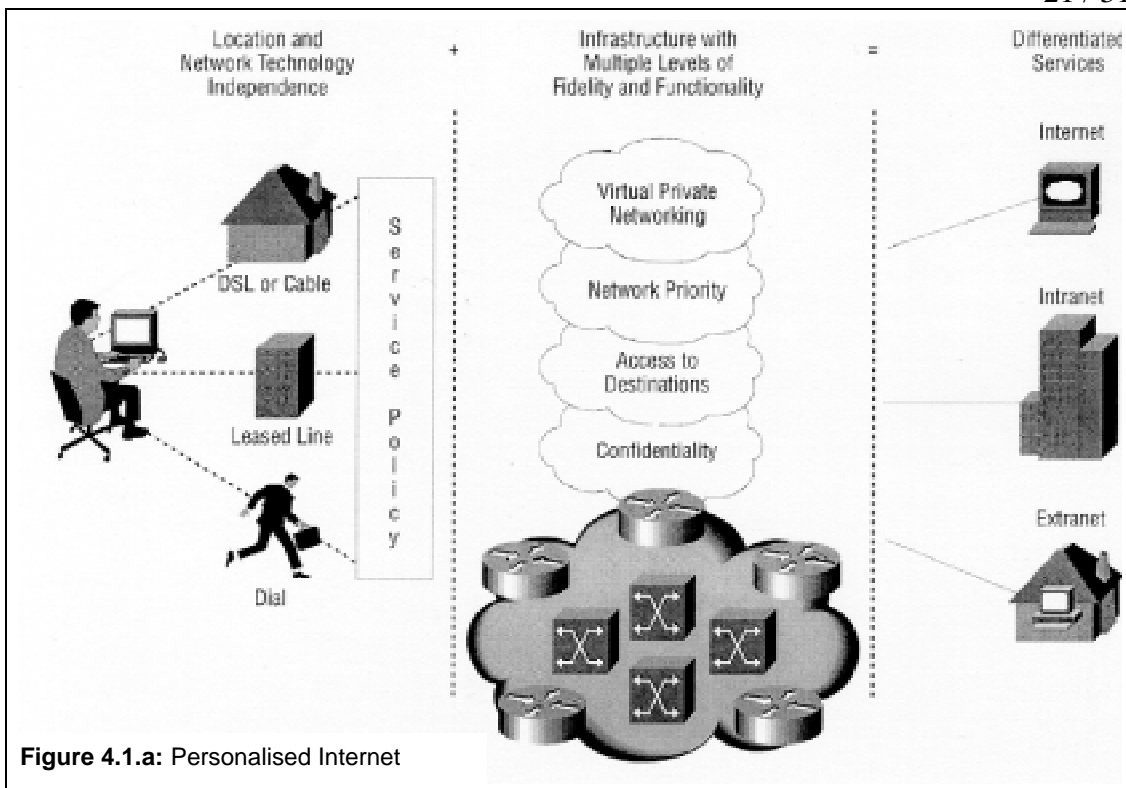 Location and
Network Technology
Independence
+
Infrastructure with
Multiple Levels of
Fidelity and Functionality
=
Differentiated
Services
DSL or Cable
Leased Line
Dial
Service Policy
Virtual Private
Networking
Network Priority
Access to
Destinations
Confidentiality
Internet
Intranet
Extranet
Figure 4.1.a: Personalised Internet